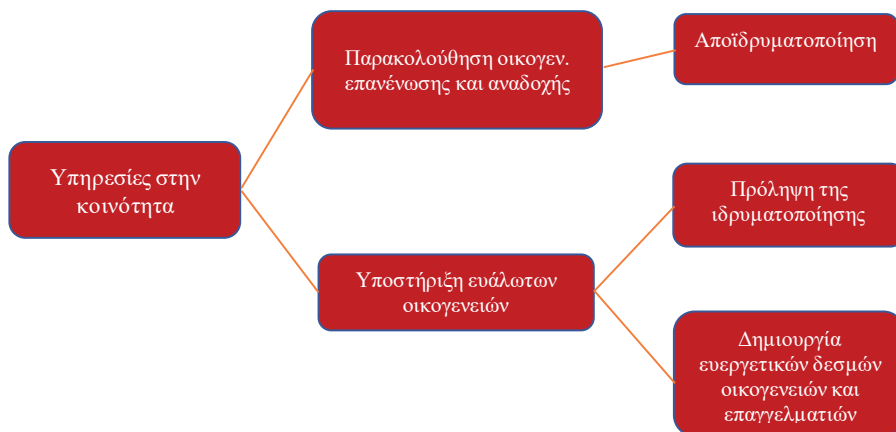 Υπηρεσίες στην
κοινότητα
Παρακολούθηση οικογεν.
επανένωσης και αναδοχής
Αποϊδρυματοποίηση
Υποστήριξη ευάλωτων
οικογενειών
Πρόληψη της
ιδρυματοποίησης
Δημιουργία
ευεργετικών δεσμών
οικογενειών και
επαγγελματιών